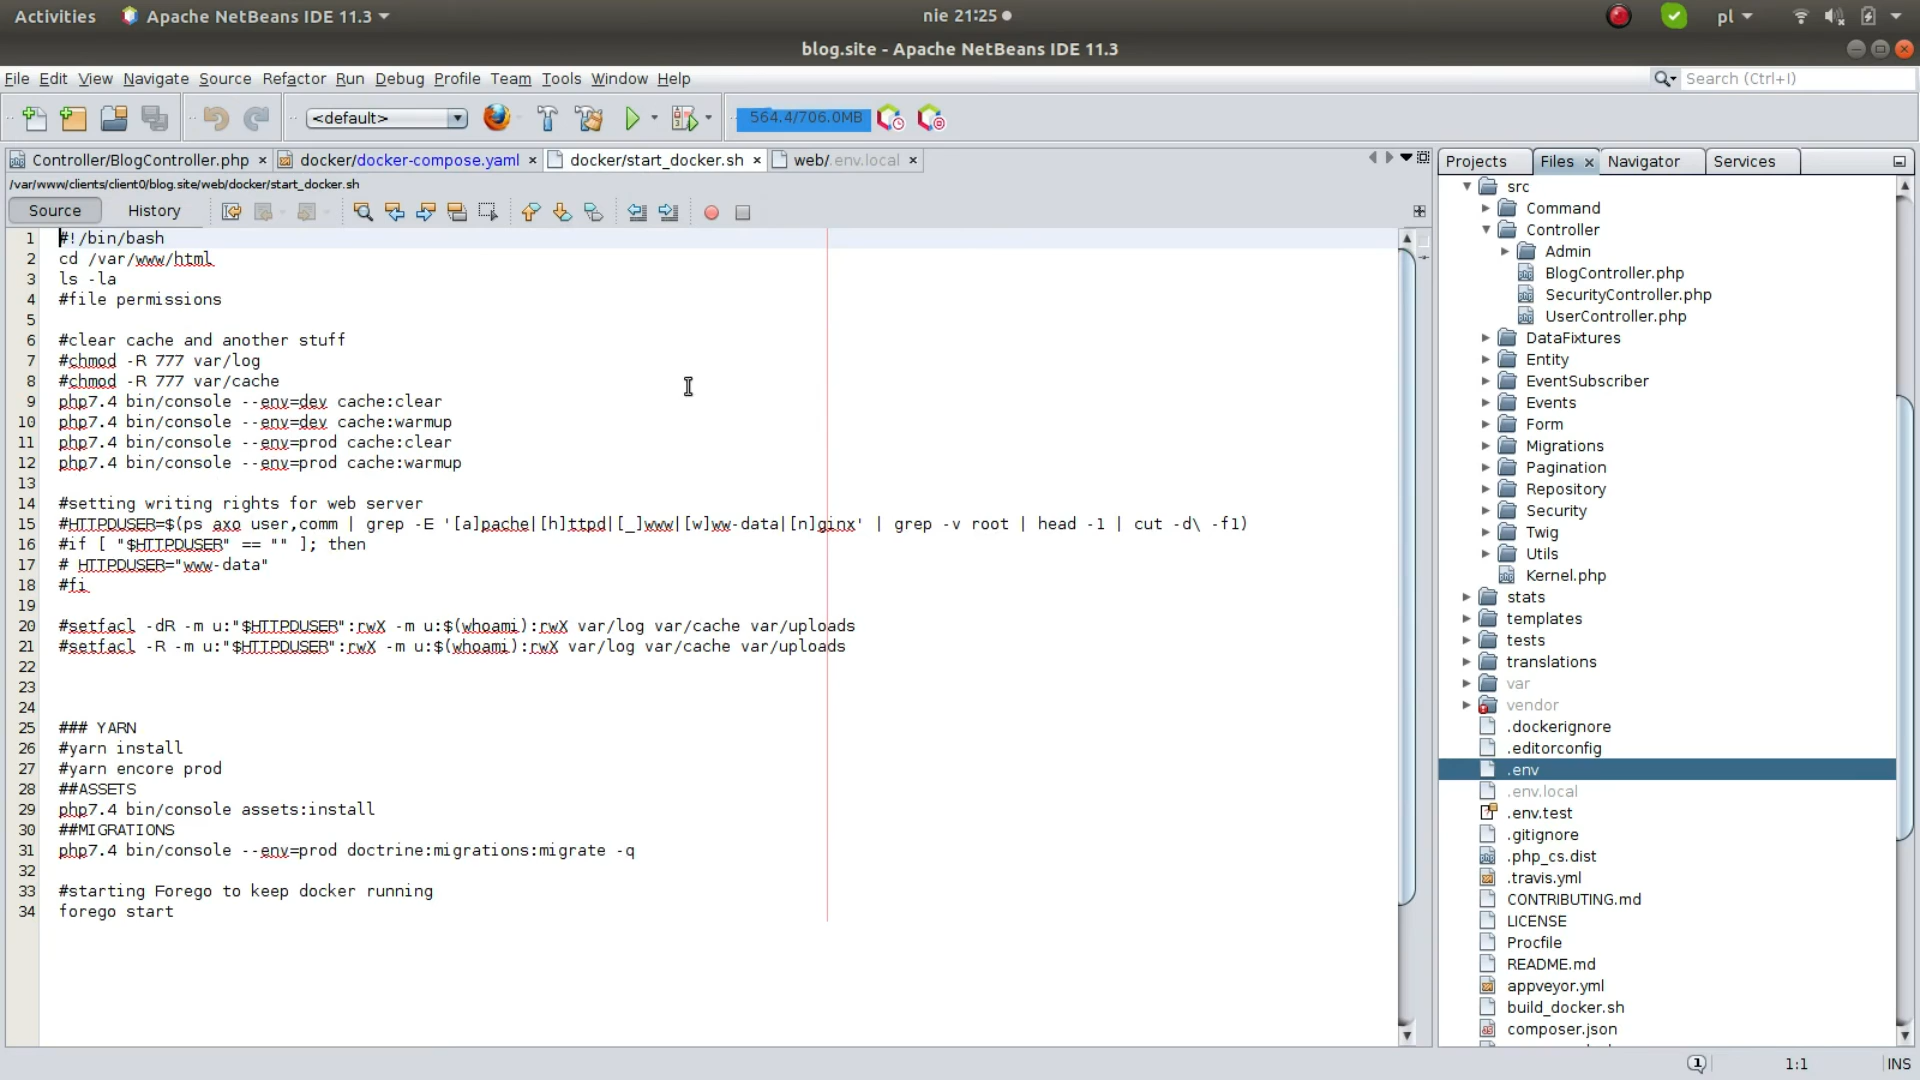 Activities Apache NetBeans IDE 11.3 nie 21:25 pl
blog.site - Apache NetBeans IDE 11.3
File Edit View Navigate Source Refactor Run Debug Profile Team Tools Window Help Search (Ctrl+I)
<default> 564.4/706.0MB
Controller/BlogController.php docker/docker-compose.yaml docker/start_docker.sh web/.env.local
/var/www/clients/client0/blog.site/web/docker/start_docker.sh
Source History
1 #!/bin/bash
2 cd /var/www/html
3 ls -la
4 #file permissions
5
6 #clear cache and another stuff
7 #chmod -R 777 var/log
8 #chmod -R 777 var/cache
9 php7.4 bin/console --env=dev cache:clear
10 php7.4 bin/console --env=dev cache:warmup
11 php7.4 bin/console --env=prod cache:clear
12 php7.4 bin/console --env=prod cache:warmup
13
14 #setting writing rights for web server
15 #HTTPDUSER=$(ps axo user,comm | grep -E '[a]pache|[h]ttpd|[_]www|[w]ww-data|[n]ginx' | grep -v root | head -1 | cut -d\ -f1)
16 #if [ "$HTTPDUSER" == "" ]; then
17 # HTTPDUSER="www-data"
18 #fi
19
20 #setfacl -dR -m u:"$HTTPDUSER":rwX -m u:$(whoami):rwX var/log var/cache var/uploads
21 #setfacl -R -m u:"$HTTPDUSER":rwX -m u:$(whoami):rwX var/log var/cache var/uploads
22
23
24
25 ### YARN
26 #yarn install
27 #yarn encore prod
28 ##ASSETS
29 php7.4 bin/console assets:install
30 ##MIGRATIONS
31 php7.4 bin/console --env=prod doctrine:migrations:migrate -q
32
33 #starting Forego to keep docker running
34 forego start
Projects Files Navigator Services
src
Command
Controller
Admin
BlogController.php
SecurityController.php
UserController.php
DataFixtures
Entity
EventSubscriber
Events
Form
Migrations
Pagination
Repository
Security
Twig
Utils
Kernel.php
stats
templates
tests
translations
var
vendor
.dockerignore
.editorconfig
.env
.env.local
.env.test
.gitignore
.php_cs.dist
.travis.yml
CONTRIBUTING.md
LICENSE
Procfile
README.md
appveyor.yml
build_docker.sh
composer.json
1 1:1 INS